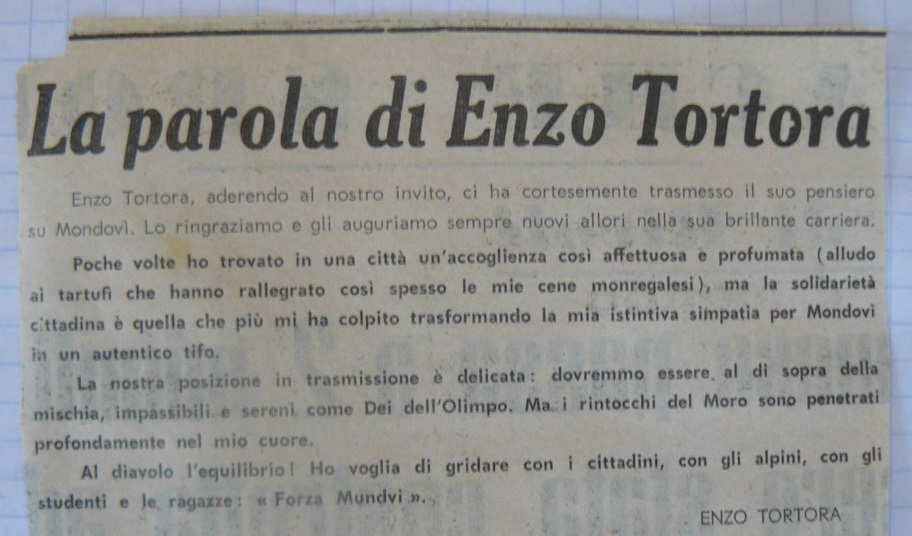 La parola di Enzo Tortora
Enzo Tortora, aderendo al nostro invito, ci ha cortesemente trasmesso il suo pensiero
su Mondovì. Lo ringraziamo e gli auguriamo sempre nuovi allori nella sua brillante carriera.
Poche volte ho trovato in una città un'accoglienza così affettuosa e profumata (alludo
ai tartufi che hanno rallegrato così spesso le mie cene monregalesi), ma la solidarietà
cittadina è quella che più mi ha colpito trasformando la mia istintiva simpatia per Mondovì
in un autentico tifo.
La nostra posizione in trasmissione è delicata: dovremmo essere al di sopra della
mischia, impassibili e sereni come Dei dell'Olimpo. Ma i rintocchi del Moro sono penetrati
profondamente nel mio cuore.
Al diavolo l'equilibrio! Ho voglia di gridare con i cittadini, con gli alpini, con gli
studenti e le ragazze: « Forza Mundvì ».
ENZO TORTORA